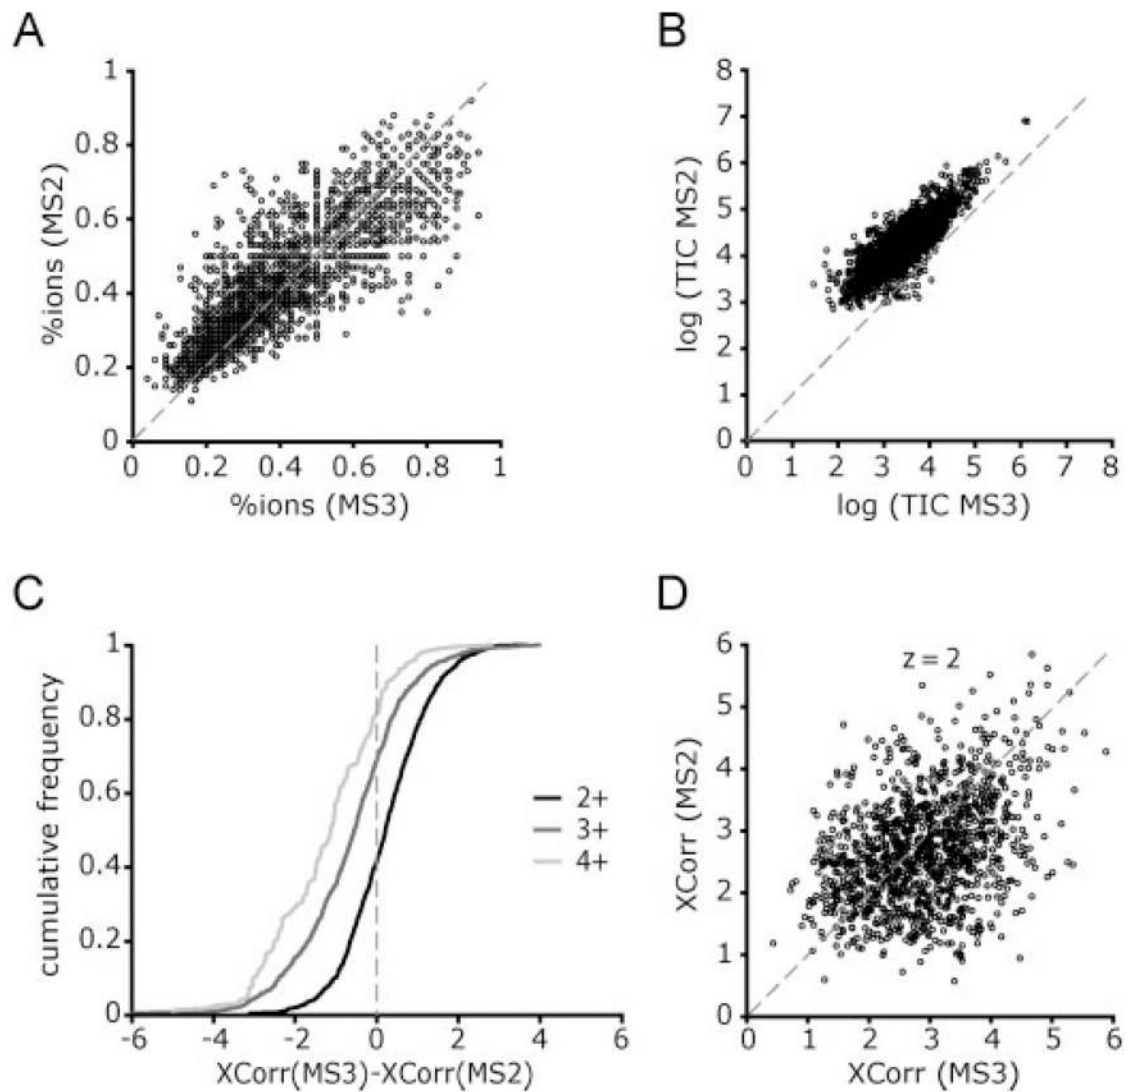 A
1
0.8
0.6
0.4
0.2
0
%ions (MS2)
0 0.2 0.4 0.6 0.8 1
%ions (MS3)
B
8
7
6
5
4
3
2
1
0
log (TIC MS2)
0 1 2 3 4 5 6 7 8
log (TIC MS3)
C
1
0.8
0.6
0.4
0.2
0
cumulative frequency
2+
3+
4+
-6 -4 -2 0 2 4 6
XCorr(MS3)-XCorr(MS2)
D
z = 2
6
5
4
3
2
1
0
XCorr (MS2)
0 1 2 3 4 5 6
XCorr (MS3)